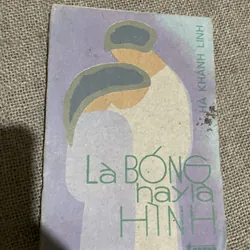 HÀ KHÁNH LINH
Là BÓNG
hay là
HÌNH